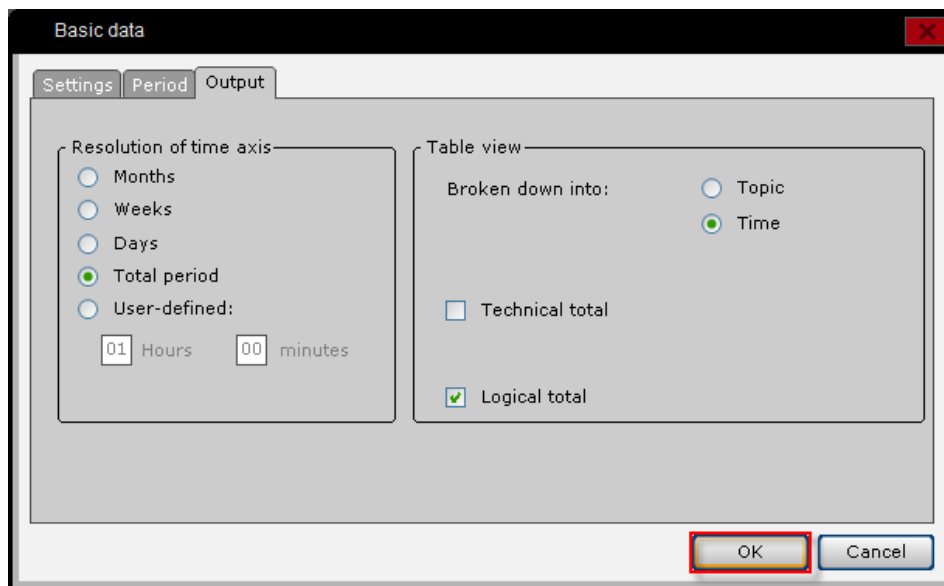 Basic data
Settings Period Output
Resolution of time axis
Months
Weeks
Days
Total period
User-defined:
01 Hours 00 minutes
Table view
Broken down into:
Topic
Time
Technical total
Logical total
OK Cancel